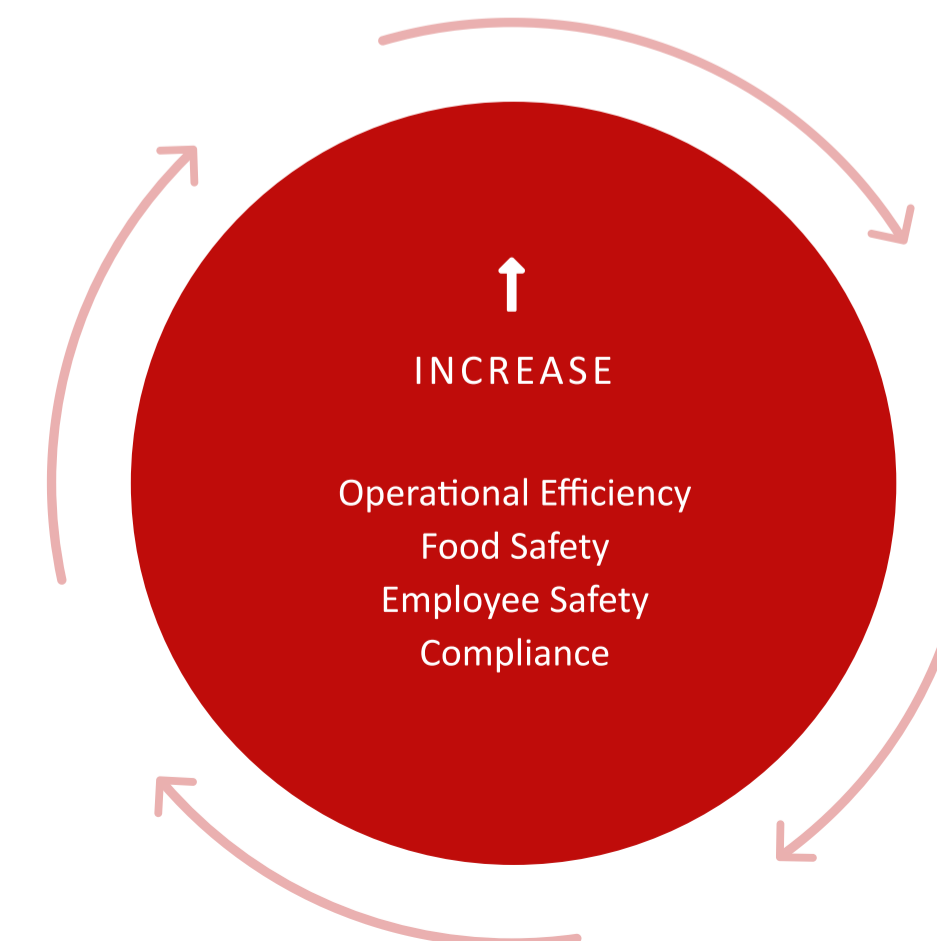 INCREASE
Operational Efficiency
Food Safety
Employee Safety
Compliance